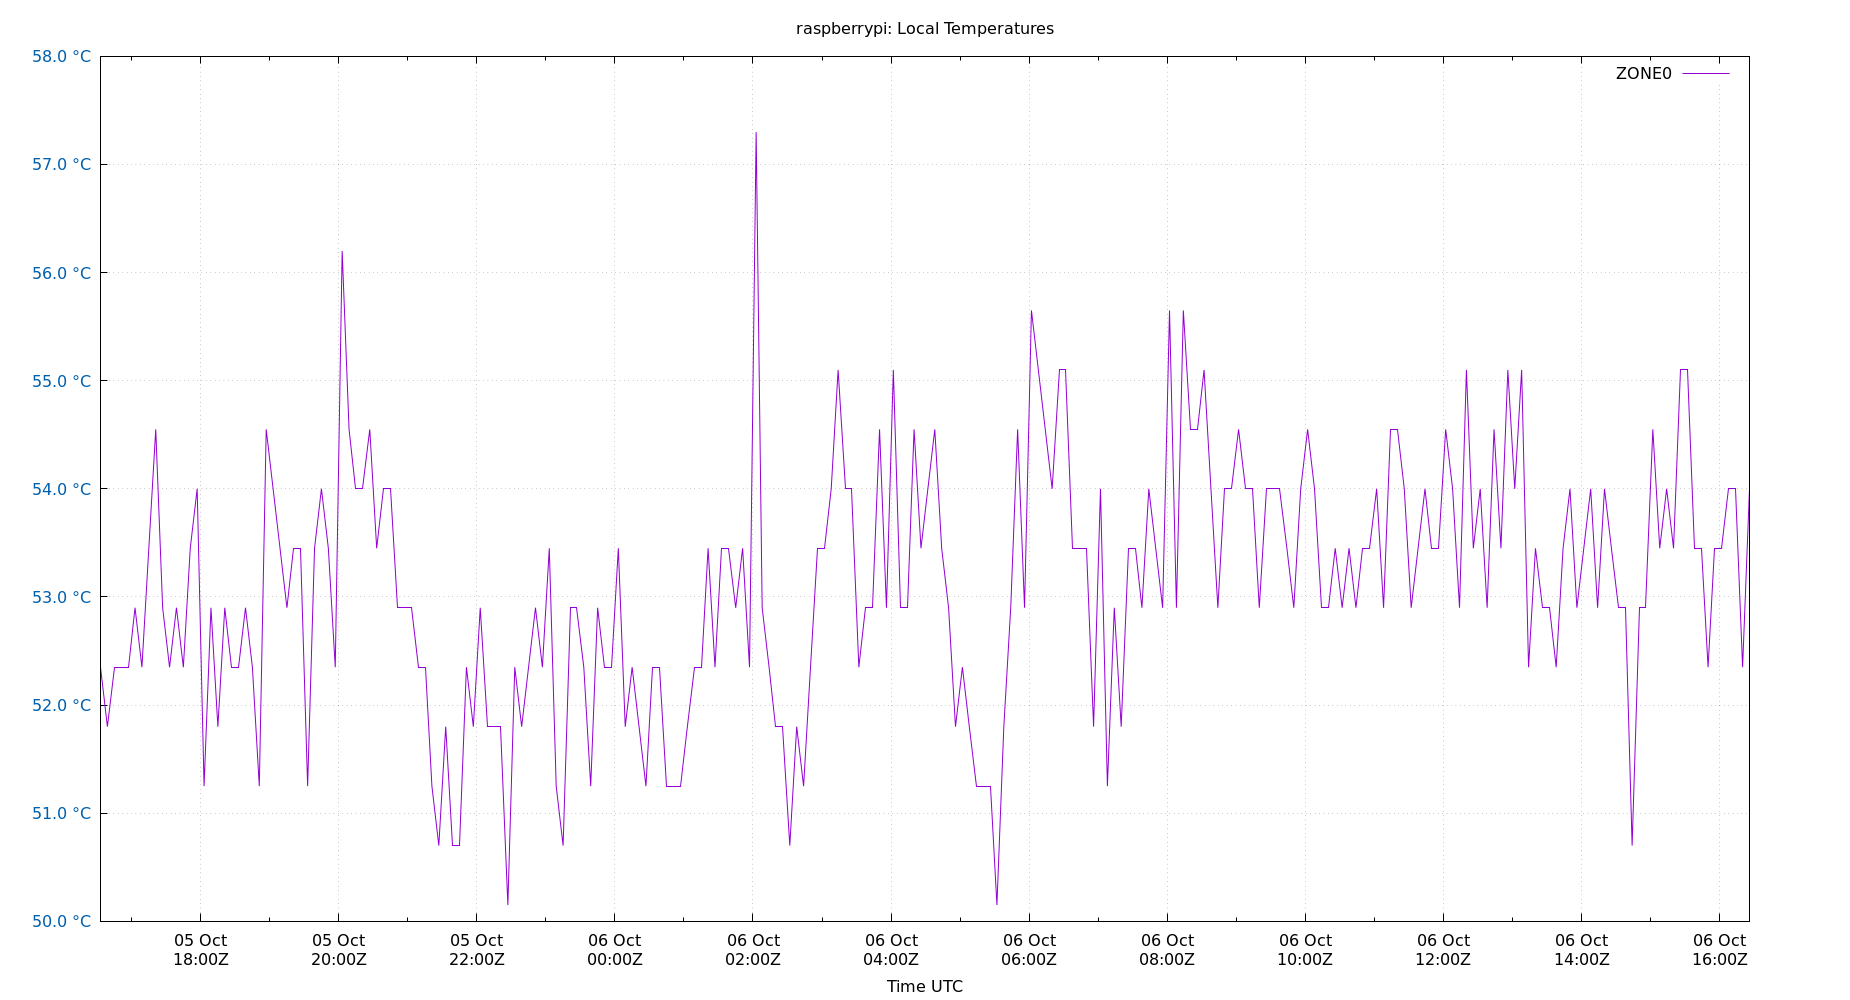 raspberrypi: Local Temperatures
58.0 °C
ZONE0
57.0 °C
56.0 °C
55.0 °C
54.0 °C
53.0 °C
52.0 °C
51.0 °C
50.0 °C
05 Oct 05 Oct 05 Oct 06 Oct 06 Oct 06 Oct 06 Oct 06 Oct 06 Oct 06 Oct 06 Oct 06 Oct
18:00Z 20:00Z 22:00Z 00:00Z 02:00Z 04:00Z 06:00Z 08:00Z 10:00Z 12:00Z 14:00Z 16:00Z
Time UTC